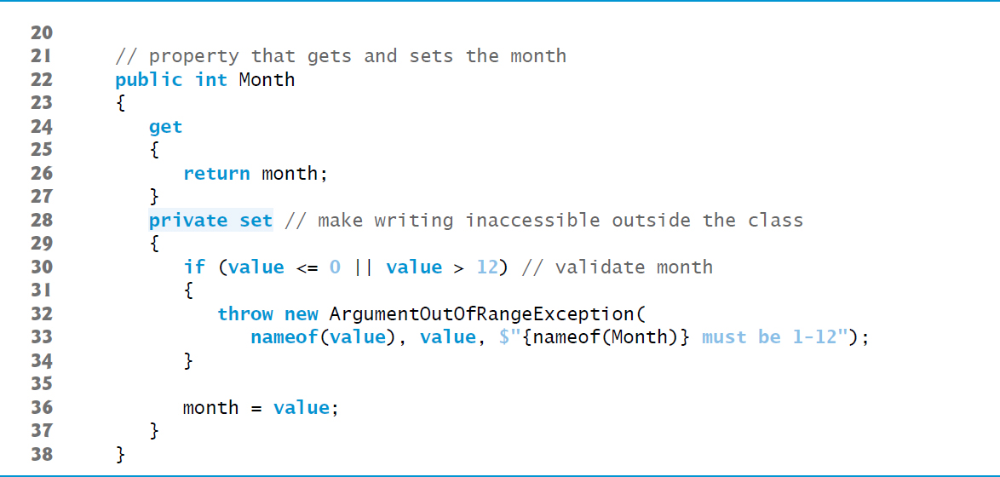 20
21 // property that gets and sets the month
22 public int Month
23 {
24 get
25 {
26 return month;
27 }
28 private set // make writing inaccessible outside the class
29 {
30 if (value <= 0 || value > 12) // validate month
31 {
32 throw new ArgumentOutOfRangeException(
33 nameof(value), value, $"{nameof(Month)} must be 1-12");
34 }
35
36 month = value;
37 }
38 }